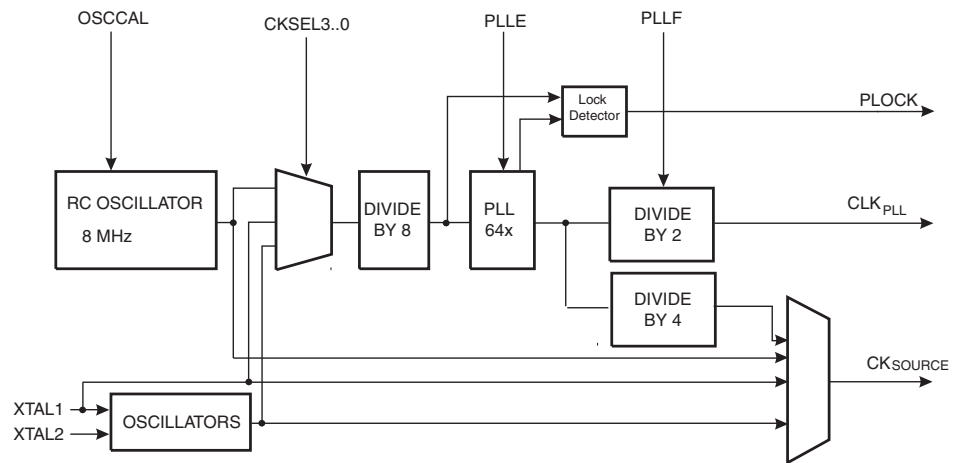 OSCCAL
CKSEL3..0
PLLE
PLLF
Lock
Detector
PLOCK
RC OSCILLATOR
8 MHz
DIVIDE
BY 8
PLL
64x
DIVIDE
BY 2
CLKPLL
DIVIDE
BY 4
CKSOURCE
XTAL1
XTAL2
OSCILLATORS